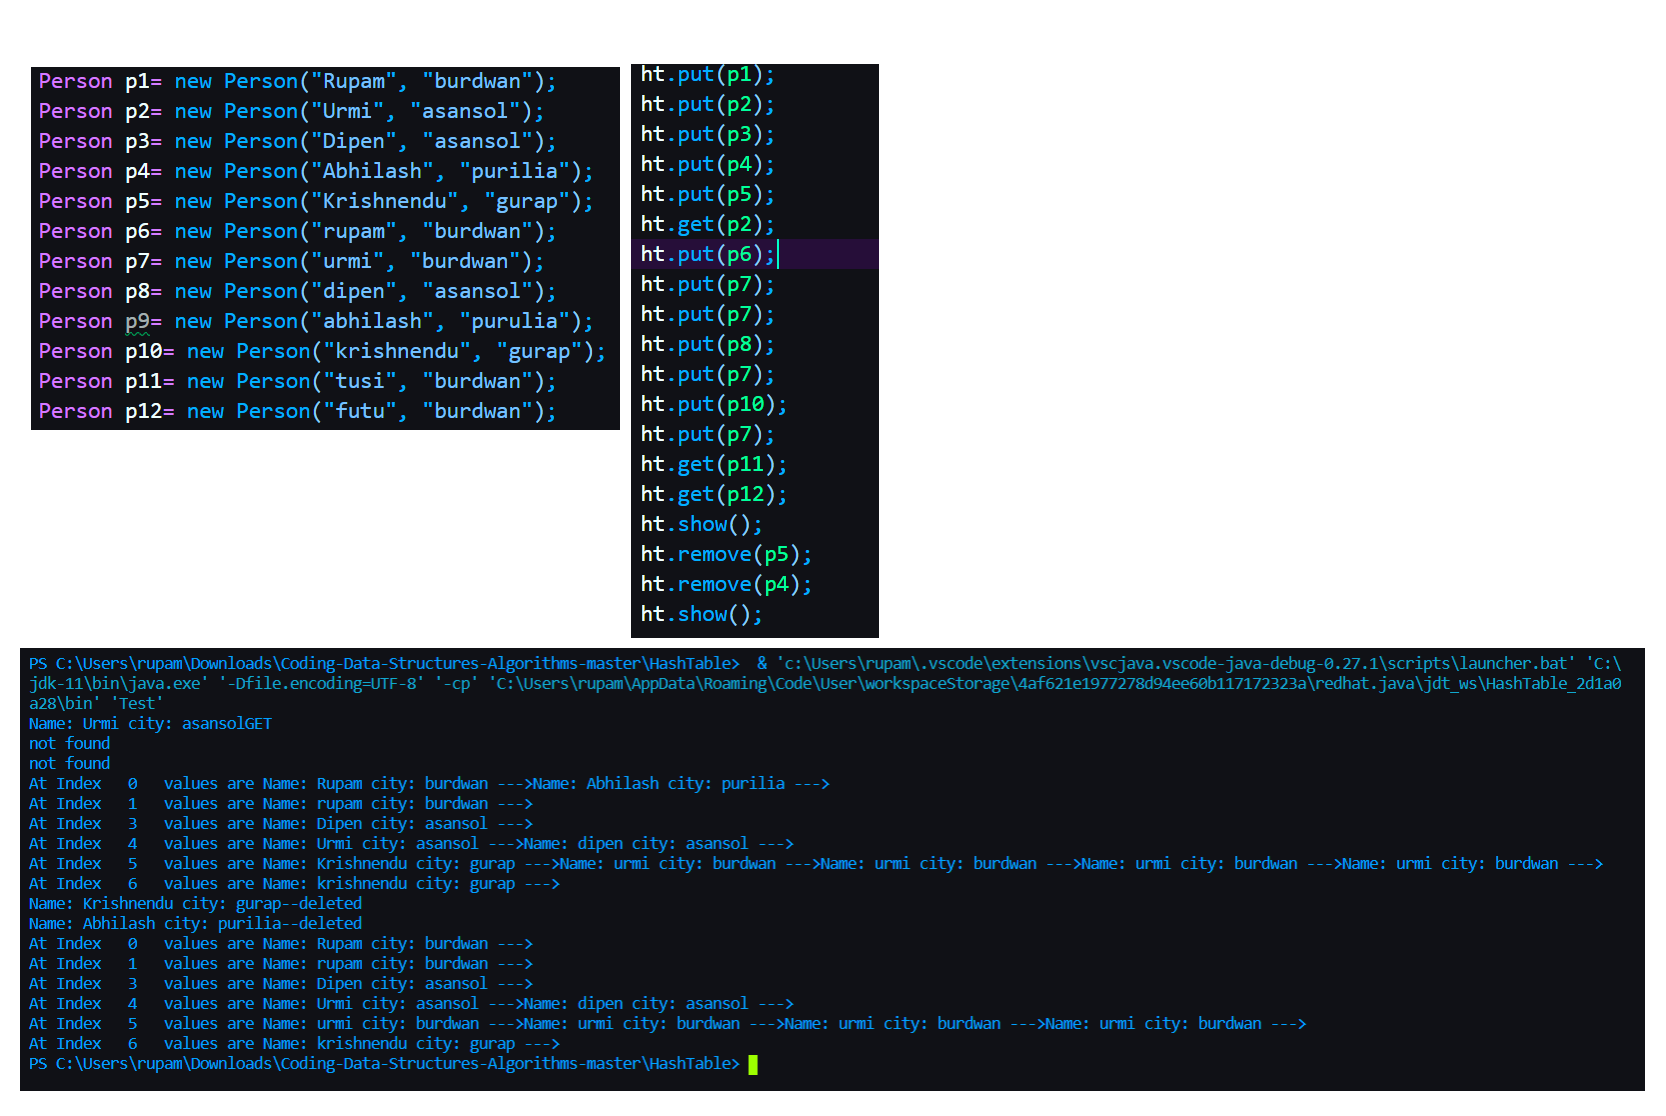 Person p1= new Person("Rupam", "burdwan");
Person p2= new Person("Urmi", "asansol");
Person p3= new Person("Dipen", "asansol");
Person p4= new Person("Abhilash", "purilia");
Person p5= new Person("Krishnendu", "gurap");
Person p6= new Person("rupam", "burdwan");
Person p7= new Person("urmi", "burdwan");
Person p8= new Person("dipen", "asansol");
Person p9= new Person("abhilash", "purulia");
Person p10= new Person("krishnendu", "gurap");
Person p11= new Person("tusi", "burdwan");
Person p12= new Person("futu", "burdwan");
ht.put(p1);
ht.put(p2);
ht.put(p3);
ht.put(p4);
ht.put(p5);
ht.get(p2);
ht.put(p6);
ht.put(p7);
ht.put(p7);
ht.put(p8);
ht.put(p7);
ht.put(p10);
ht.put(p7);
ht.get(p11);
ht.get(p12);
ht.show();
ht.remove(p5);
ht.remove(p4);
ht.show();
PS C:\Users\rupam\Downloads\Coding-Data-Structures-Algorithms-master\HashTable>  & 'c:\Users\rupam\.vscode\extensions\vscjava.vscode-java-debug-0.27.1\scripts\launcher.bat' 'C:\
jdk-11\bin\java.exe' '-Dfile.encoding=UTF-8' '-cp' 'C:\Users\rupam\AppData\Roaming\Code\User\workspaceStorage\4af621e1977278d94ee60b117172323a\redhat.java\jdt_ws\HashTable_2d1a0
a28\bin' 'Test'
Name: Urmi city: asansolGET
not found
not found
At Index   0   values are Name: Rupam city: burdwan --->Name: Abhilash city: purilia --->
At Index   1   values are Name: rupam city: burdwan --->
At Index   3   values are Name: Dipen city: asansol --->
At Index   4   values are Name: Urmi city: asansol --->Name: dipen city: asansol --->
At Index   5   values are Name: Krishnendu city: gurap --->Name: urmi city: burdwan --->Name: urmi city: burdwan --->Name: urmi city: burdwan --->Name: urmi city: burdwan --->
At Index   6   values are Name: krishnendu city: gurap --->
Name: Krishnendu city: gurap--deleted
Name: Abhilash city: purilia--deleted
At Index   0   values are Name: Rupam city: burdwan --->
At Index   1   values are Name: rupam city: burdwan --->
At Index   3   values are Name: Dipen city: asansol --->
At Index   4   values are Name: Urmi city: asansol --->Name: dipen city: asansol --->
At Index   5   values are Name: urmi city: burdwan --->Name: urmi city: burdwan --->Name: urmi city: burdwan --->Name: urmi city: burdwan --->
At Index   6   values are Name: krishnendu city: gurap --->
PS C:\Users\rupam\Downloads\Coding-Data-Structures-Algorithms-master\HashTable>